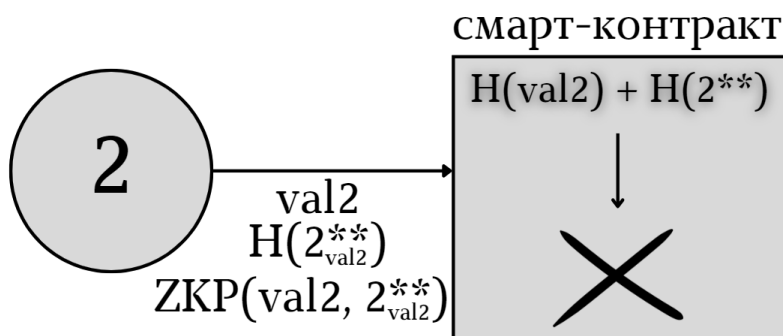 смарт-контракт
H(val2) + H(2**)
2
val2
H(2**val2)
ZKP(val2, 2**val2)